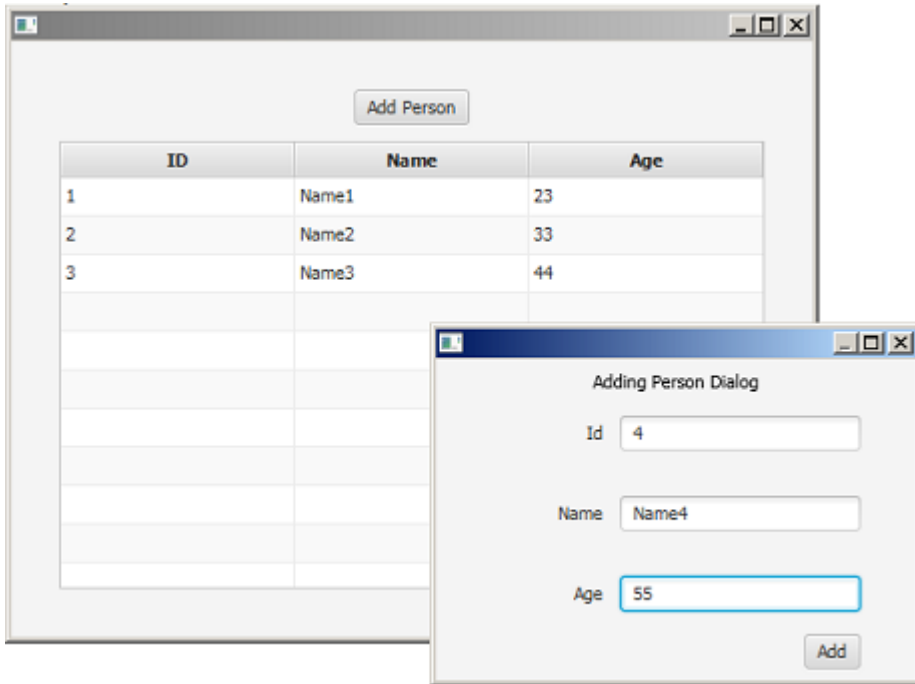 Add Person
ID Name Age
1 Name1 23
2 Name2 33
3 Name3 44
Adding Person Dialog
Id 4
Name Name4
Age 55
Add